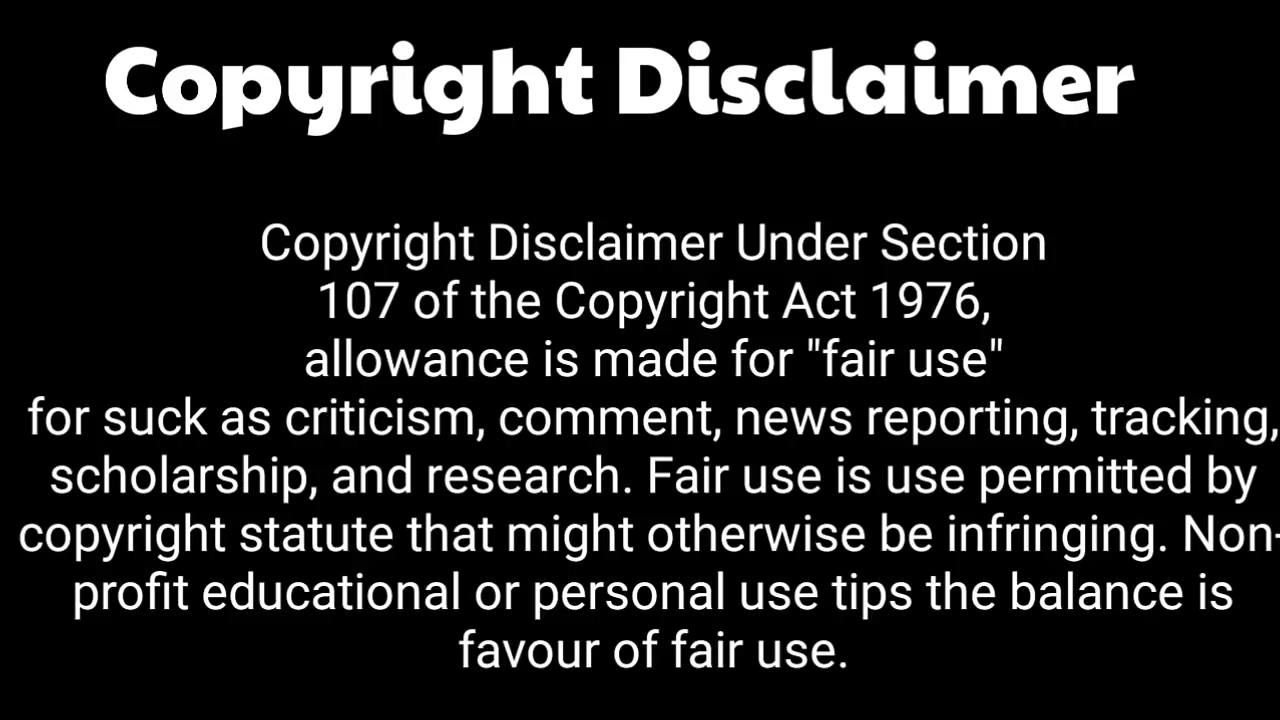 Copyright Disclaimer
Copyright Disclaimer Under Section
107 of the Copyright Act 1976,
allowance is made for "fair use"
for suck as criticism, comment, news reporting, tracking,
scholarship, and research. Fair use is use permitted by
copyright statute that might otherwise be infringing. Non-
profit educational or personal use tips the balance is
favour of fair use.